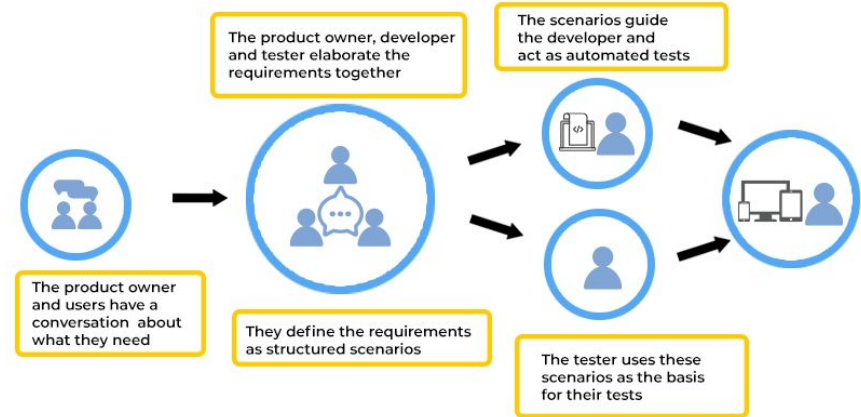 The product owner, developer
and tester elaborate the
requirements together
The scenarios guide
the developer and
act as automated tests
</>
The product owner
and users have a
conversation about
what they need
They define the requirements
as structured scenarios
The tester uses these
scenarios as the basis
for their tests